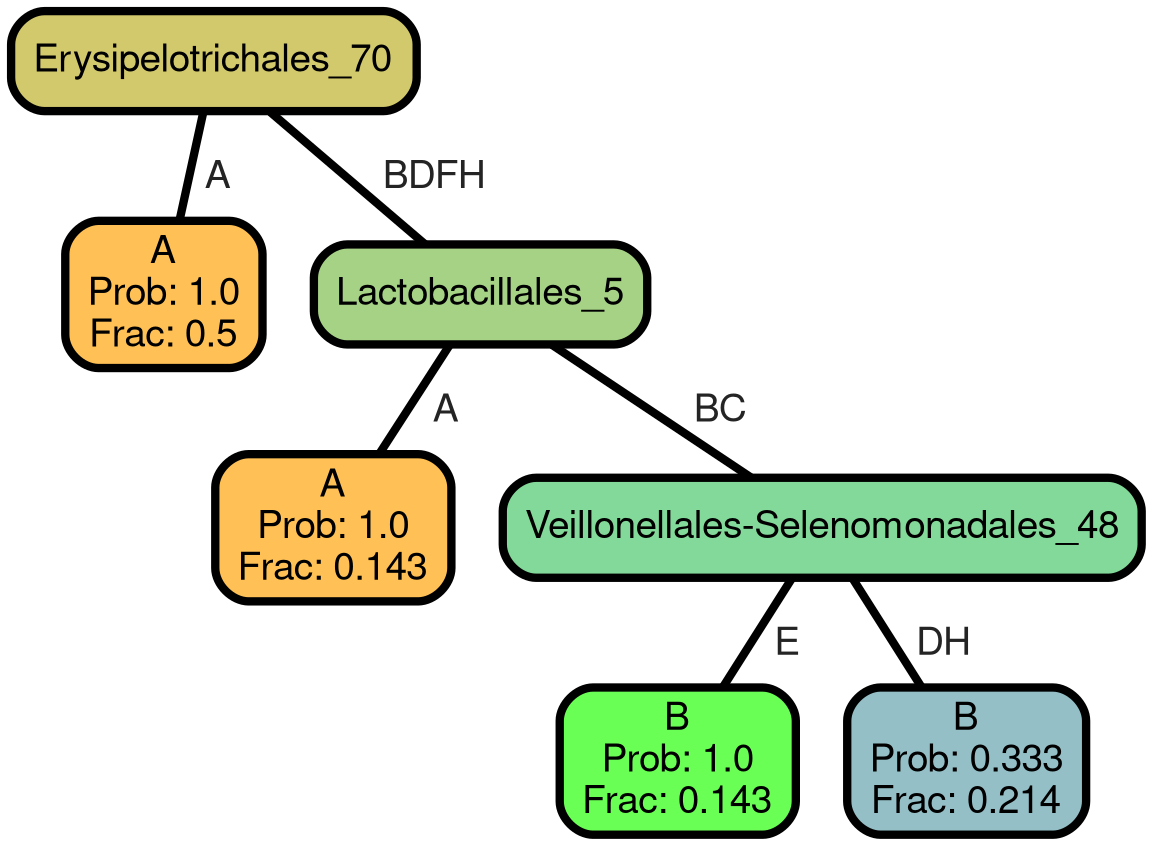 Erysipelotrichales_70
A
BDFH
A
Prob: 1.0
Frac: 0.5
Lactobacillales_5
A
BC
A
Prob: 1.0
Frac: 0.143
Veillonellales-Selenomonadales_48
E
DH
B
Prob: 1.0
Frac: 0.143
B
Prob: 0.333
Frac: 0.214